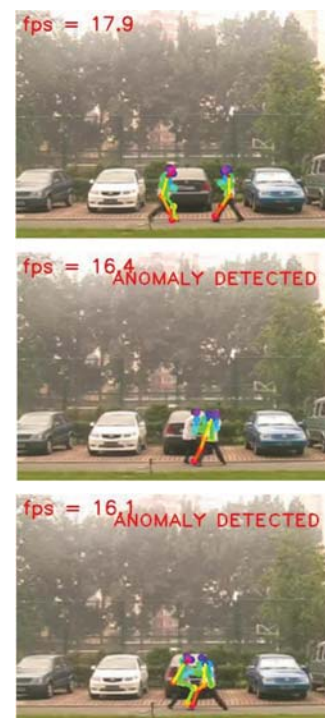 fps = 17.9
fps = 16.4
ANOMALY DETECTED
fps = 16.1
ANOMALY DETECTED